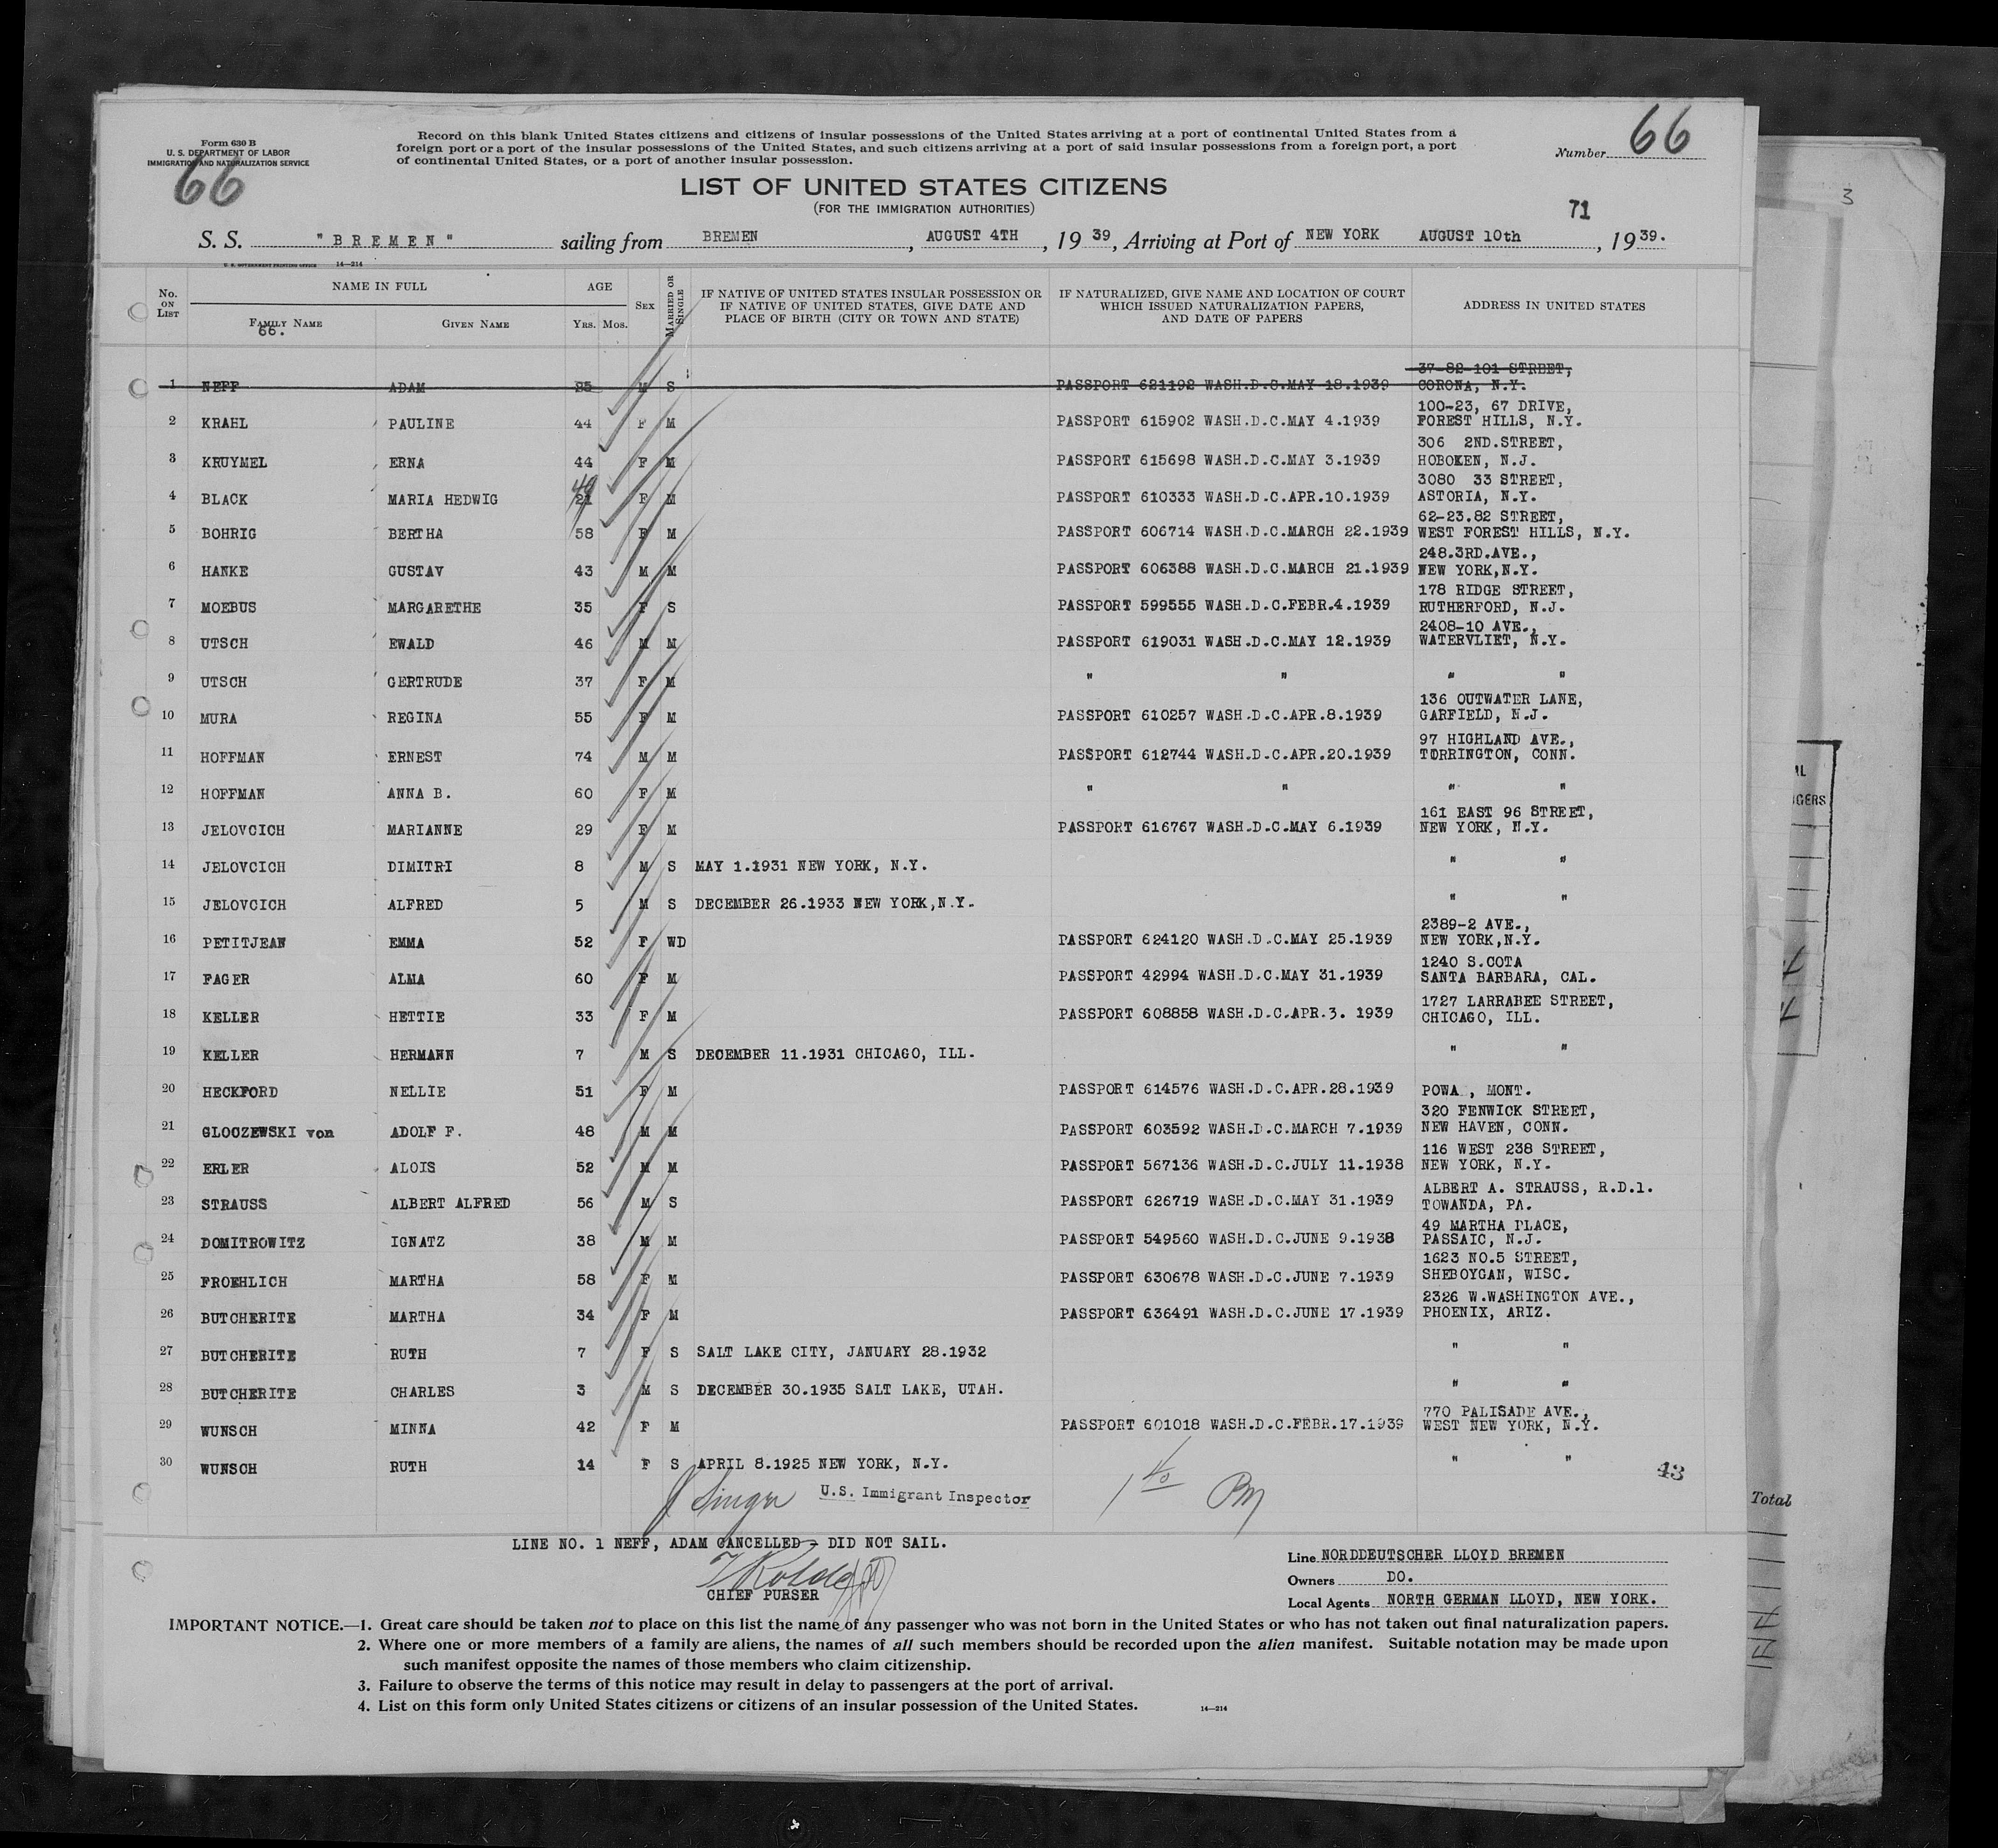 Form 630 B
U. S. DEPARTMENT OF LABOR
IMMIGRATION AND NATURALIZATION SERVICE
66
Record on this blank United States citizens and citizens of insular possessions of the United States arriving at a port of continental United States from a
foreign port or a port of the insular possessions of the United States, and such citizens arriving at a port of said insular possessions from a foreign port, a port
of continental United States, or a port of another insular possession.
Number 66
LIST OF UNITED STATES CITIZENS
(FOR THE IMMIGRATION AUTHORITIES)
71
S. S. "BREMEN" sailing from BREMEN, AUGUST 4TH, 19 39, Arriving at Port of NEW YORK AUGUST 10th, 19 39.
U. S. GOVERNMENT PRINTING OFFICE 14—214
No. ON LIST
NAME IN FULL
FAMILY NAME
66.
GIVEN NAME
AGE
YRS. MOS.
SEX
MARRIED OR SINGLE
IF NATIVE OF UNITED STATES INSULAR POSSESSION OR
IF NATIVE OF UNITED STATES, GIVE DATE AND
PLACE OF BIRTH (CITY OR TOWN AND STATE)
IF NATURALIZED, GIVE NAME AND LOCATION OF COURT
WHICH ISSUED NATURALIZATION PAPERS,
AND DATE OF PAPERS
ADDRESS IN UNITED STATES
37-82-101 STREET,
1 NEFF ADAM 35 M S PASSPORT 621192 WASH.D.C.MAY 18.1939 CORONA, N.Y.
100-23, 67 DRIVE,
2 KRAHL PAULINE 44 F M PASSPORT 615902 WASH.D.C.MAY 4.1939 FOREST HILLS, N.Y.
306 2ND.STREET,
3 KRUYMEL ERNA 44 F M PASSPORT 615698 WASH.D.C.MAY 3.1939 HOBOKEN, N.J.
49
3080 33 STREET,
4 BLACK MARIA HEDWIG 21 F M PASSPORT 610333 WASH.D.C.APR.10.1939 ASTORIA, N.Y.
62-23.82 STREET,
5 BOHRIG BERTHA 58 F M PASSPORT 606714 WASH.D.C.MARCH 22.1939 WEST FOREST HILLS, N.Y.
248.3RD.AVE.,
6 HANKE GUSTAV 43 M M PASSPORT 606388 WASH.D.C.MARCH 21.1939 NEW YORK,N.Y.
178 RIDGE STREET,
7 MOEBUS MARGARETHE 35 F S PASSPORT 599555 WASH.D.C.FEBR.4.1939 RUTHERFORD, N.J.
2408-10 AVE.,
8 UTSCH EWALD 46 M M PASSPORT 619031 WASH.D.C.MAY 12.1939 WATERVLIET, N.Y.
9 UTSCH GERTRUDE 37 F M " " " "
136 OUTWATER LANE,
10 MURA REGINA 55 F M PASSPORT 610257 WASH.D.C.APR.8.1939 GARFIELD, N.J.
97 HIGHLAND AVE.,
11 HOFFMAN ERNEST 74 M M PASSPORT 612744 WASH.D.C.APR.20.1939 TORRINGTON, CONN.
12 HOFFMAN ANNA B. 60 F M " " " "
161 EAST 96 STREET,
13 JELOVCICH MARIANNE 29 F M PASSPORT 616767 WASH.D.C.MAY 6.1939 NEW YORK, N.Y.
14 JELOVCICH DIMITRI 8 M S MAY 1.1931 NEW YORK, N.Y. " "
15 JELOVCICH ALFRED 5 M S DECEMBER 26.1933 NEW YORK,N.Y. " "
2389-2 AVE.,
16 PETITJEAN EMMA 52 F WD PASSPORT 624120 WASH.D.C.MAY 25.1939 NEW YORK,N.Y.
1240 S.COTA
17 FAGER ALMA 60 F M PASSPORT 42994 WASH.D.C.MAY 31.1939 SANTA BARBARA, CAL.
1727 LARRABEE STREET,
18 KELLER HETTIE 33 F M PASSPORT 608858 WASH.D.C.APR.3. 1939 CHICAGO, ILL.
19 KELLER HERMANN 7 M S DECEMBER 11.1931 CHICAGO, ILL. " "
20 HECKFORD NELLIE 51 F M PASSPORT 614576 WASH.D.C.APR.28.1939 POWA , MONT.
320 FENWICK STREET,
21 GLOCZEWSKI von ADOLF F. 48 M M PASSPORT 603592 WASH.D.C.MARCH 7.1939 NEW HAVEN, CONN.
116 WEST 238 STREET,
22 ERLER ALOIS 52 M M PASSPORT 567136 WASH.D.C.JULY 11.1938 NEW YORK, N.Y.
ALBERT A. STRAUSS, R.D.1.
23 STRAUSS ALBERT ALFRED 56 M S PASSPORT 626719 WASH.D.C.MAY 31.1939 TOWANDA, PA.
49 MARTHA PLACE,
24 DOMITROWITZ IGNATZ 38 M M PASSPORT 549560 WASH.D.C.JUNE 9.1938 PASSAIC, N.J.
1623 NO.5 STREET,
25 FROEHLICH MARTHA 58 F M PASSPORT 630678 WASH.D.C.JUNE 7.1939 SHEBOYGAN, WISC.
2326 W.WASHINGTON AVE.,
26 BUTCHERITE MARTHA 34 F M PASSPORT 636491 WASH.D.C.JUNE 17.1939 PHOENIX, ARIZ.
27 BUTCHERITE RUTH 7 F S SALT LAKE CITY, JANUARY 28.1932 " "
28 BUTCHERITE CHARLES 3 M S DECEMBER 30.1935 SALT LAKE, UTAH. " "
770 PALISADE AVE.,
29 WUNSCH MINNA 42 F M PASSPORT 601018 WASH.D.C.FEBR.17.1939 WEST NEW YORK, N.Y.
30 WUNSCH RUTH 14 F S APRIL 8.1925 NEW YORK, N.Y. " "
43
J Singer U.S. Immigrant Inspector
LINE NO. 1 NEFF, ADAM CANCELLED - DID NOT SAIL.
CHIEF PURSER
Line NORDDEUTSCHER LLOYD BREMEN
Owners DO.
Local Agents NORTH GERMAN LLOYD, NEW YORK.
IMPORTANT NOTICE.—1. Great care should be taken not to place on this list the name of any passenger who was not born in the United States or who has not taken out final naturalization papers.
2. Where one or more members of a family are aliens, the names of all such members should be recorded upon the alien manifest. Suitable notation may be made upon
such manifest opposite the names of those members who claim citizenship.
3. Failure to observe the terms of this notice may result in delay to passengers at the port of arrival.
4. List on this form only United States citizens or citizens of an insular possession of the United States.
14—214
3
Total